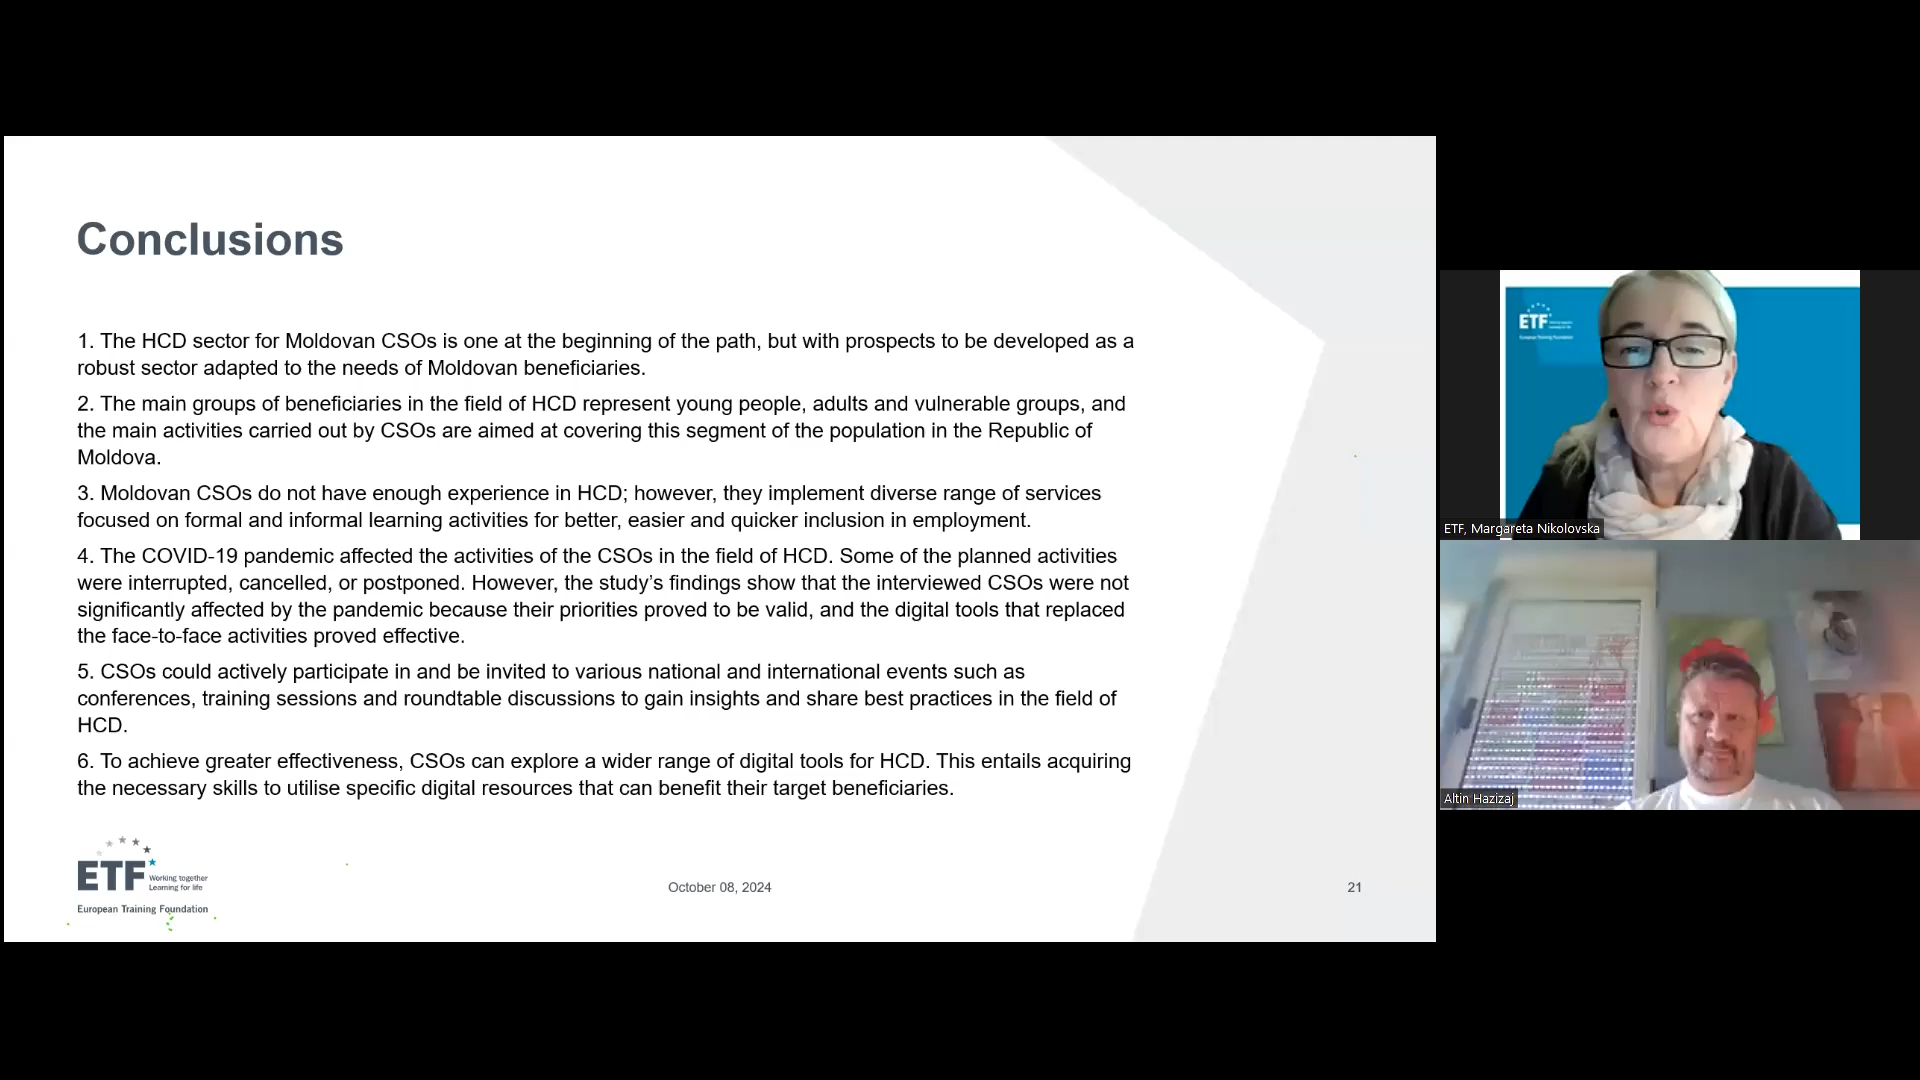 Conclusions
1. The HCD sector for Moldovan CSOs is one at the beginning of the path, but with prospects to be developed as a
robust sector adapted to the needs of Moldovan beneficiaries.
2. The main groups of beneficiaries in the field of HCD represent young people, adults and vulnerable groups, and
the main activities carried out by CSOs are aimed at covering this segment of the population in the Republic of
Moldova.
3. Moldovan CSOs do not have enough experience in HCD; however, they implement diverse range of services
focused on formal and informal learning activities for better, easier and quicker inclusion in employment.
4. The COVID-19 pandemic affected the activities of the CSOs in the field of HCD. Some of the planned activities
were interrupted, cancelled, or postponed. However, the study’s findings show that the interviewed CSOs were not
significantly affected by the pandemic because their priorities proved to be valid, and the digital tools that replaced
the face-to-face activities proved effective.
5. CSOs could actively participate in and be invited to various national and international events such as
conferences, training sessions and roundtable discussions to gain insights and share best practices in the field of
HCD.
6. To achieve greater effectiveness, CSOs can explore a wider range of digital tools for HCD. This entails acquiring
the necessary skills to utilise specific digital resources that can benefit their target beneficiaries.
ETF
Working together
Learning for life
European Training Foundation
October 08, 2024
21
ETF
European Training Foundation
ETF, Margareta Nikolovska
Altin Hazizaj